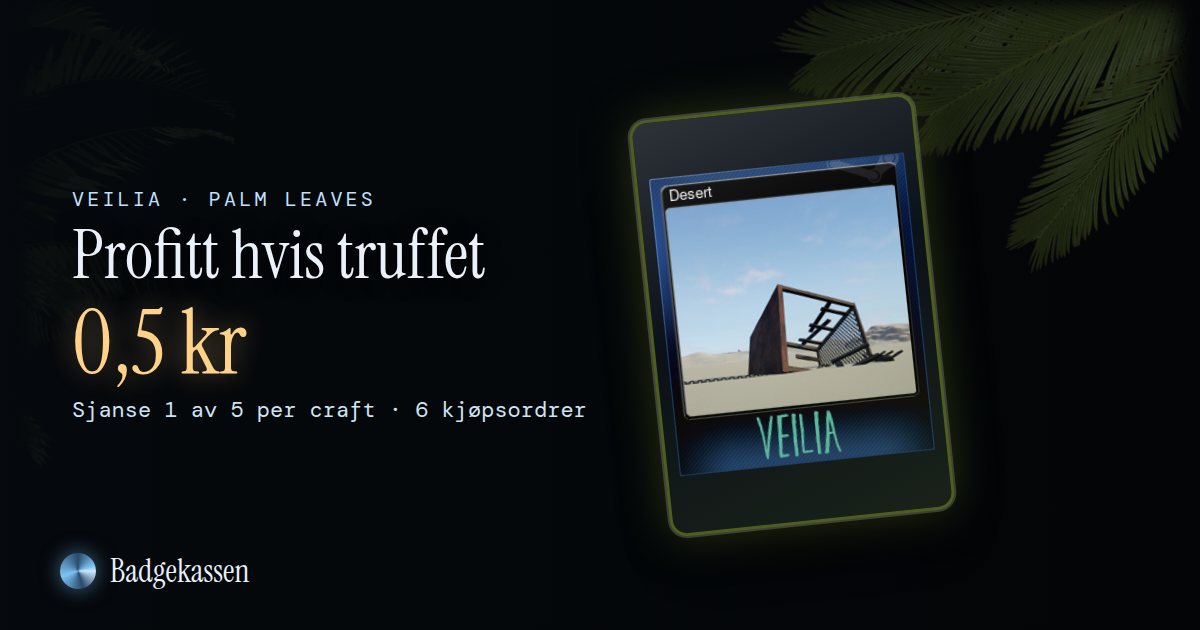 VEILIA · PALM LEAVES
Profitt hvis truffet
0,5 kr
Sjanse 1 av 5 per craft · 6 kjøpsordrer
Desert
VEILIA
Badgekassen